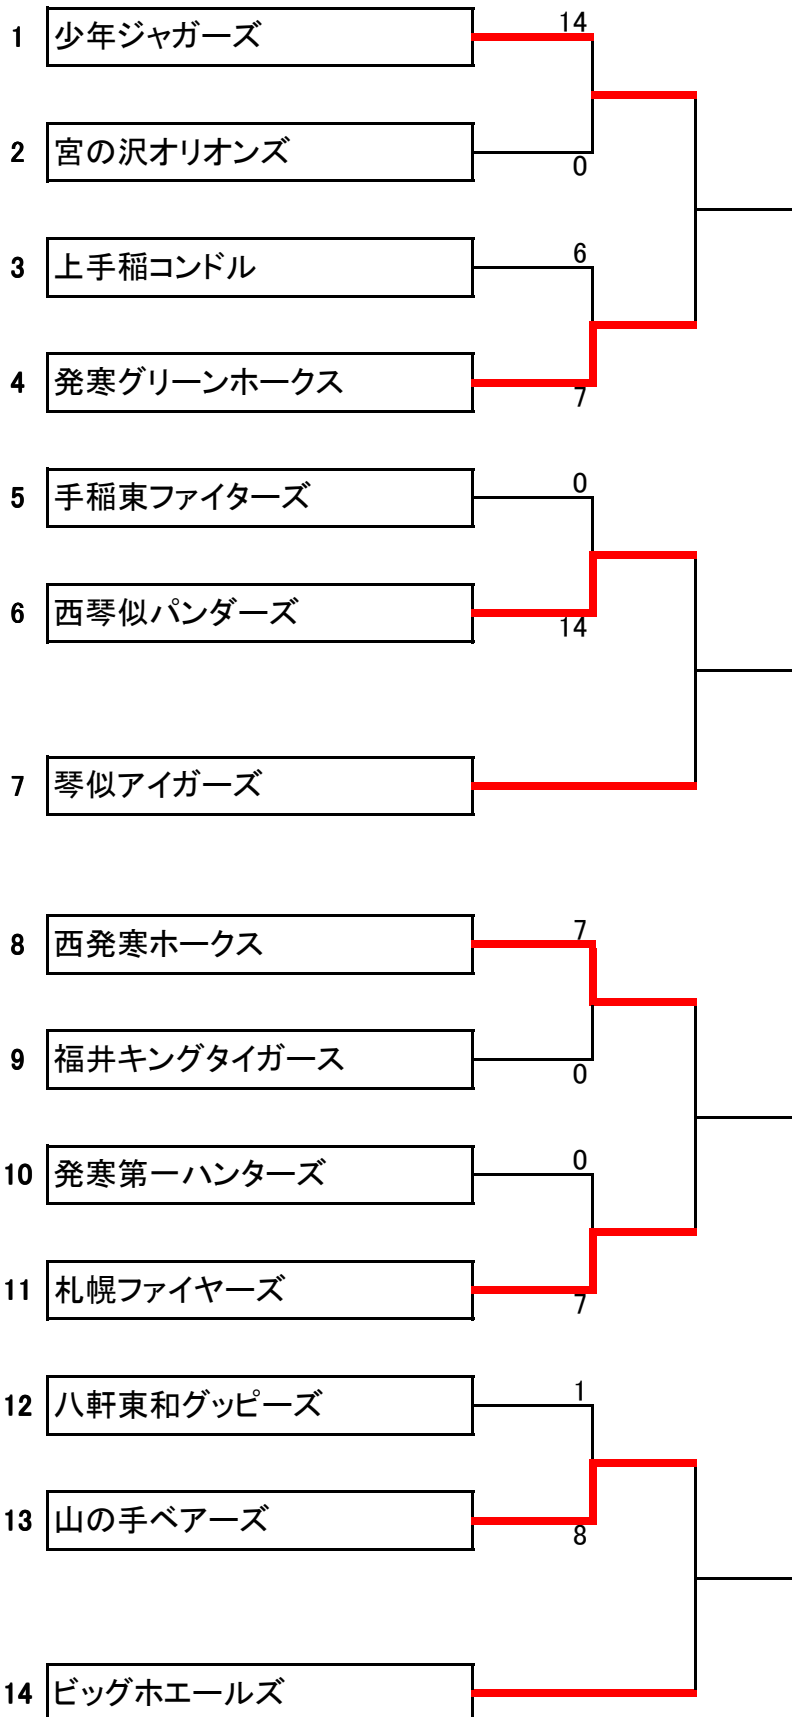 14
1 少年ジャガーズ
2 宮の沢オリオンズ
0
6
3 上手稲コンドル
4 発寒グリーンホークス
7
0
5 手稲東ファイターズ
6 西琴似パンダーズ
14
7 琴似アイガーズ
7
8 西発寒ホークス
9 福井キングタイガース
0
0
10 発寒第一ハンターズ
11 札幌ファイヤーズ
7
1
12 八軒東和グッピーズ
13 山の手ベアーズ
8
14 ビッグホエールズ